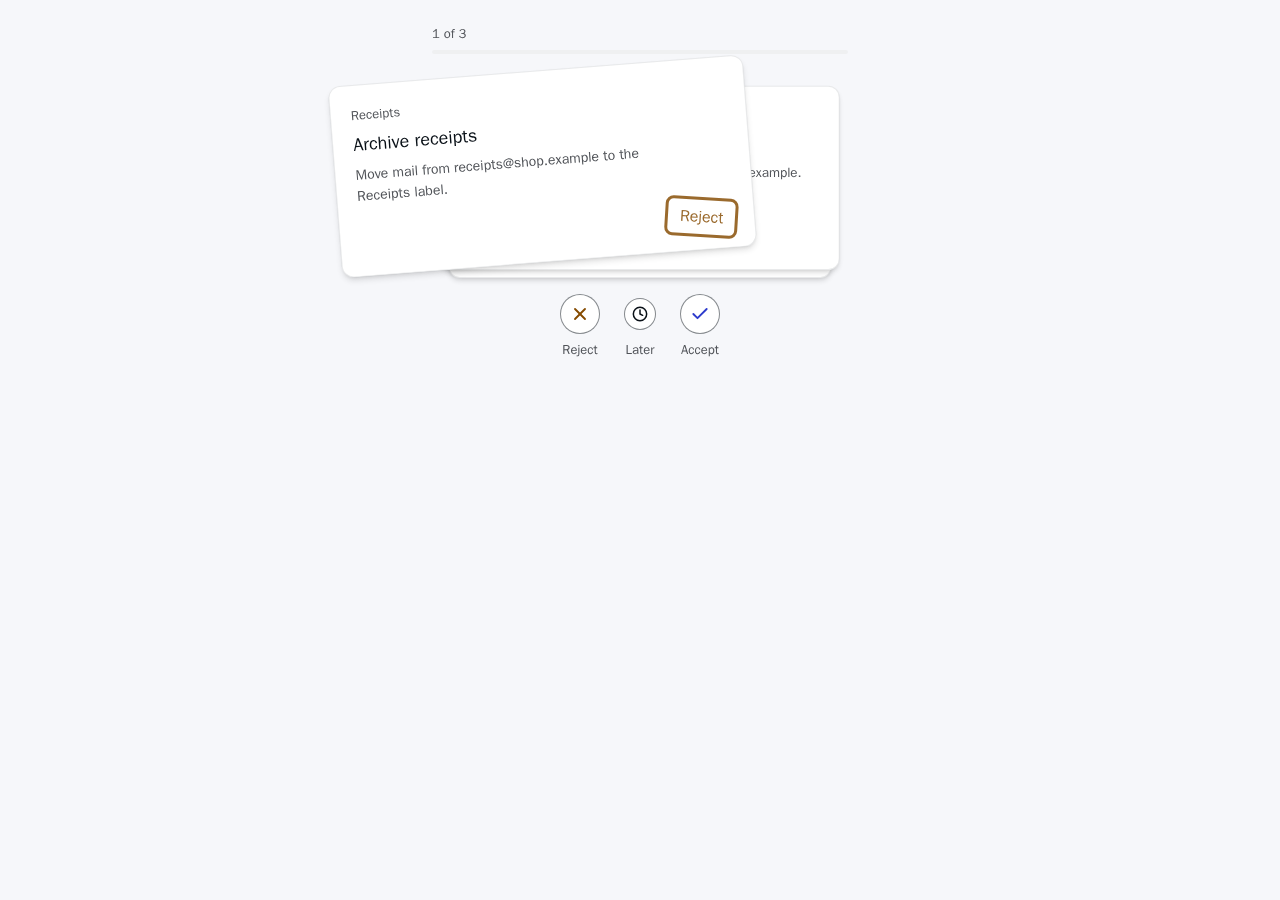 1 of 3
Receipts
Archive receipts
Move mail from receipts@shop.example to the
Receipts label.
example.
Reject
Reject
Later
Accept